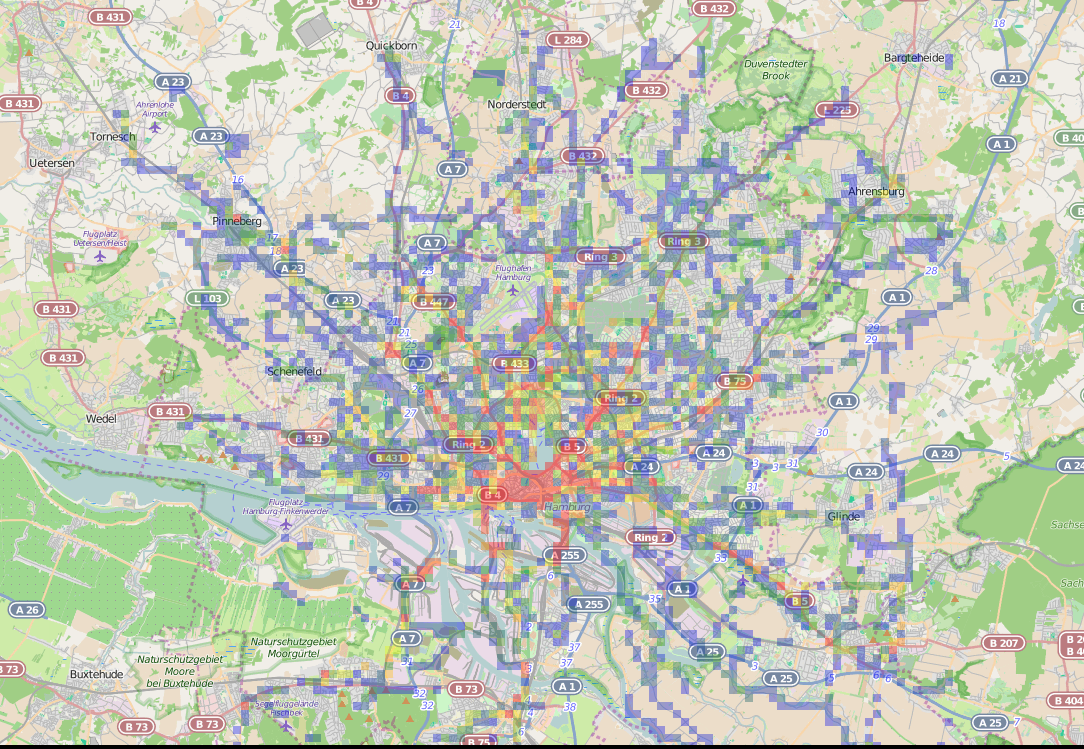 B 4
B 431
B 432
21
18
L 284
Quickborn
Bargteheide
Duvenstedter
Brook
A 23
A 21
B 4
B 432
B 431
Ahrenlohe
Airport
Norderstedt
L 225
A 23
Tornesch
A 1
B 432
Uetersen
A 7
16
Ahrensburg
Pinneberg
17
Flugplatz
Uetersen/Heist
A 7
Ring 3
18
Ring 3
A 23
23
Flughafen
Hamburg
28
L 103
A 23
B 447
A 1
B 431
21
21
29
29
25
B 431
A 7
B 433
Schenefeld
B 75
26
Ring 2
A 1
B 431
27
Wedel
30
B 431
Ring 2
B 5
A 24
A 24
5
B 431
A 24
3
3
31
A 24
29
31
B 4
A 7
Flugplatz
Hamburg-Finkenwerder
Hamburg
A 1
Glinde
Ring 2
A 255
33
6
A 7
A 1
A 26
A 255
35
B 5
A 7
2
Naturschutzgebiet
Moorgürtel
37
A 25
B 207
31
Naturschutzgebiet
Moore
bei Buxtehude
37
3
3
B 73
Buxtehude
A 25
5
6
6
32
B 73
A 1
32
4
Segelfluggelände
Fischbek
38
4
B 404
B 73
B 73
A 25
7
6
B 75